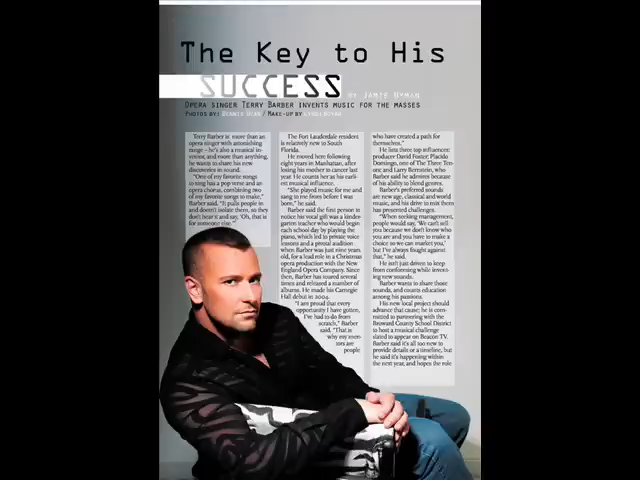 The Key to His
SUCCESS
BY JAMIE HYMAN
OPERA SINGER TERRY BARBER INVENTS MUSIC FOR THE MASSES
PHOTOS BY: DENNIS DEAN / MAKE-UP BY
Terry Barber is more than an
opera singer with astonishing
range – he's also a musical in-
ventor, and more than anything,
he wants to share his new
discoveries in sound.
"One of my favorite songs
to sing has a pop verse and an
opera chorus, combining two
of my favorite songs to make,"
Barber said. "It pulls people in
and doesn't isolate them, so they
don't hear it and say, 'Oh, that is
for someone else.'"
The Fort Lauderdale resident
is relatively new to South
Florida.
He moved here following
eight years in Manhattan, after
losing his mother to cancer last
year. He counts her as his earli-
est musical influence.
"She played music for me and
sang to me from before I was
born," he said.
Barber said the first person to
notice his vocal gift was a kinder-
garten teacher who would begin
each school day by playing the
piano, which led to private voice
lessons and a pivotal audition
when Barber was just nine years
old, for a lead role in a Christmas
opera production with the New
England Opera Company. Since
then, Barber has toured several
times and released a number of
albums. He made his Carnegie
Hall debut in 2004.
"I am proud that every
opportunity I have gotten,
I've had to do from
scratch," Barber
said. "That is
why my men-
tors are
people
who have created a path for
themselves."
He lists three top influences:
producer David Foster; Placido
Domingo, one of The Three Ten-
ors; and Larry Bernstein, who
Barber said he admires because
of his ability to blend genres.
Barber's preferred sounds
are new age, classical and world
music, and his drive to mix them
has presented challenges.
"When seeking management,
people would say, 'We can't sell
you because we don't know who
you are and you have to make a
choice so we can market you,'
but I've always fought against
that," he said.
He isn't just driven to keep
from conforming while invent-
ing new sounds.
Barber wants to share those
sounds, and counts education
among his passions.
His new local project should
advance that cause; he is com-
mitted to partnering with the
Broward County School District
to host a musical challenge
slated to appear on Beacon TV.
Barber said it's all too new to
provide details or a timeline, but
he said it's happening within
the next year, and hopes the role